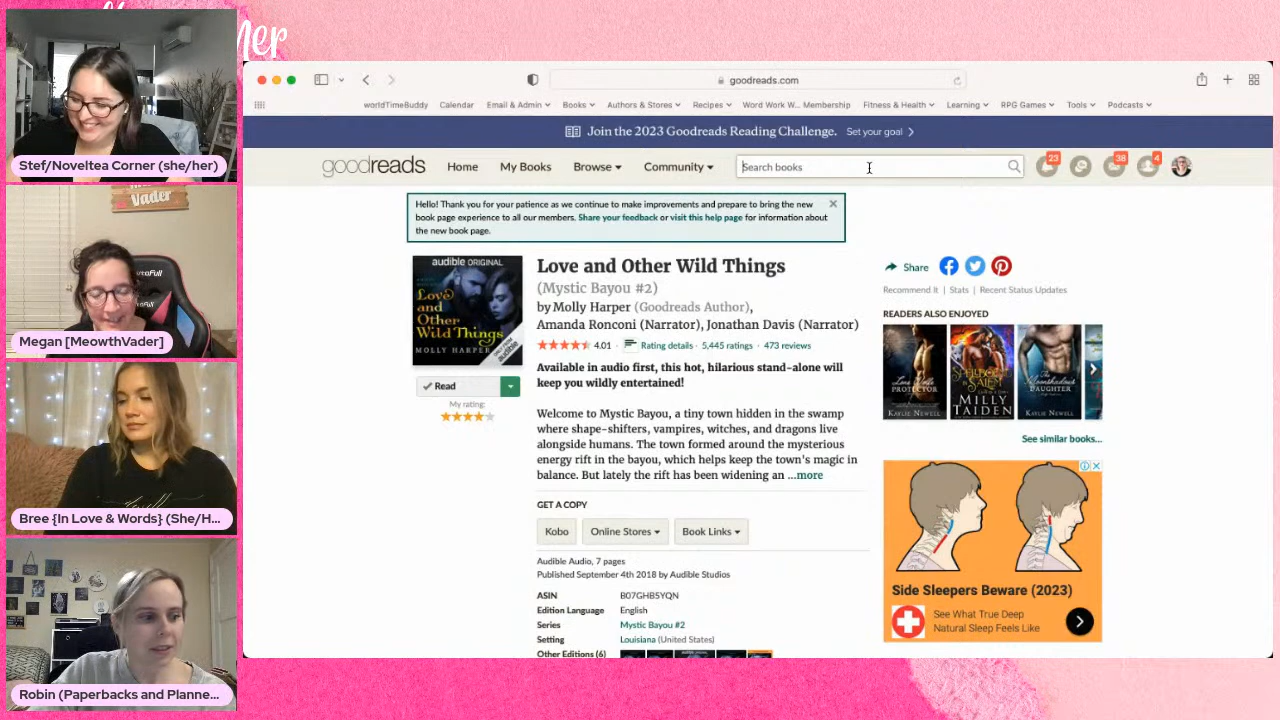 Stef/Noveltea Corner (she/her)
Vader
Megan [MeowthVader]
Bree {In Love & Words} (She/H...
Robin (Paperbacks and Planne...
goodreads.com
worldTimeBuddy Calendar Email & Admin Books Authors & Stores Recipes Word Work W... Membership Fitness & Health Learning RPG Games Tools Podcasts
Join the 2023 Goodreads Reading Challenge. Set your goal
goodreads Home My Books Browse Community Search books 23 38 4
Hello! Thank you for your patience as we continue to make improvements and prepare to bring the
new book page experience to all our members. Share your feedback or visit this help page for information about
the new book page.
audible ORIGINAL
Love
and
Other
Wild Things
MOLLY HARPER
Read
My rating:
Love and Other Wild Things
(Mystic Bayou #2)
by Molly Harper (Goodreads Author),
Amanda Ronconi (Narrator), Jonathan Davis (Narrator)
4.01 · Rating details · 5,445 ratings · 473 reviews
Available in audio first, this hot, hilarious stand-alone will
keep you wildly entertained!
Welcome to Mystic Bayou, a tiny town hidden in the swamp
where shape-shifters, vampires, witches, and dragons live
alongside humans. The town formed around the mysterious
energy rift in the bayou, which helps keep the town's magic in
balance. But lately the rift has been widening an ...more
GET A COPY
Kobo Online Stores Book Links
Audible Audio, 7 pages
Published September 4th 2018 by Audible Studios
ASIN B07GHB5YQN
Edition Language English
Series Mystic Bayou #2
Setting Louisiana (United States)
Other Editions (6)
Share
Recommend It | Stats | Recent Status Updates
READERS ALSO ENJOYED
KAYLIE NEWELL
MILLY
TAIDEN
KAYLIE NEWELL
See similar books...
Side Sleepers Beware (2023)
See What True Deep
Natural Sleep Feels Like